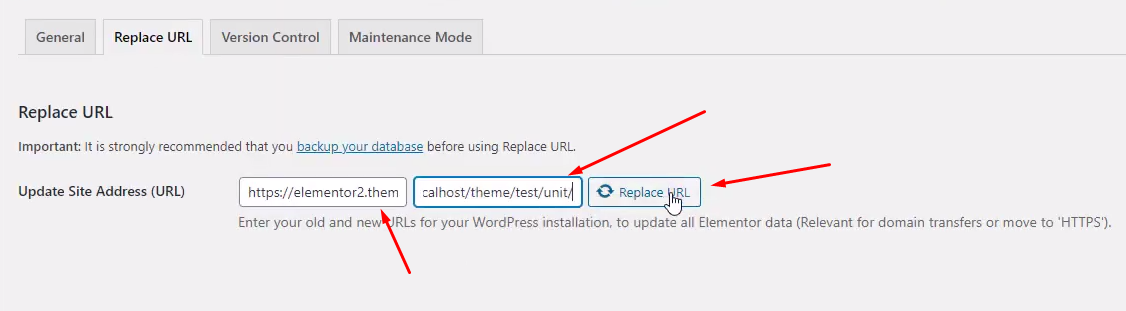 General Replace URL Version Control Maintenance Mode
Replace URL
Important: It is strongly recommended that you backup your database before using Replace URL.
Update Site Address (URL) https://elementor2.them calhost/theme/test/unit/ Replace URL
Enter your old and new URLs for your WordPress installation, to update all Elementor data (Relevant for domain transfers or move to 'HTTPS').